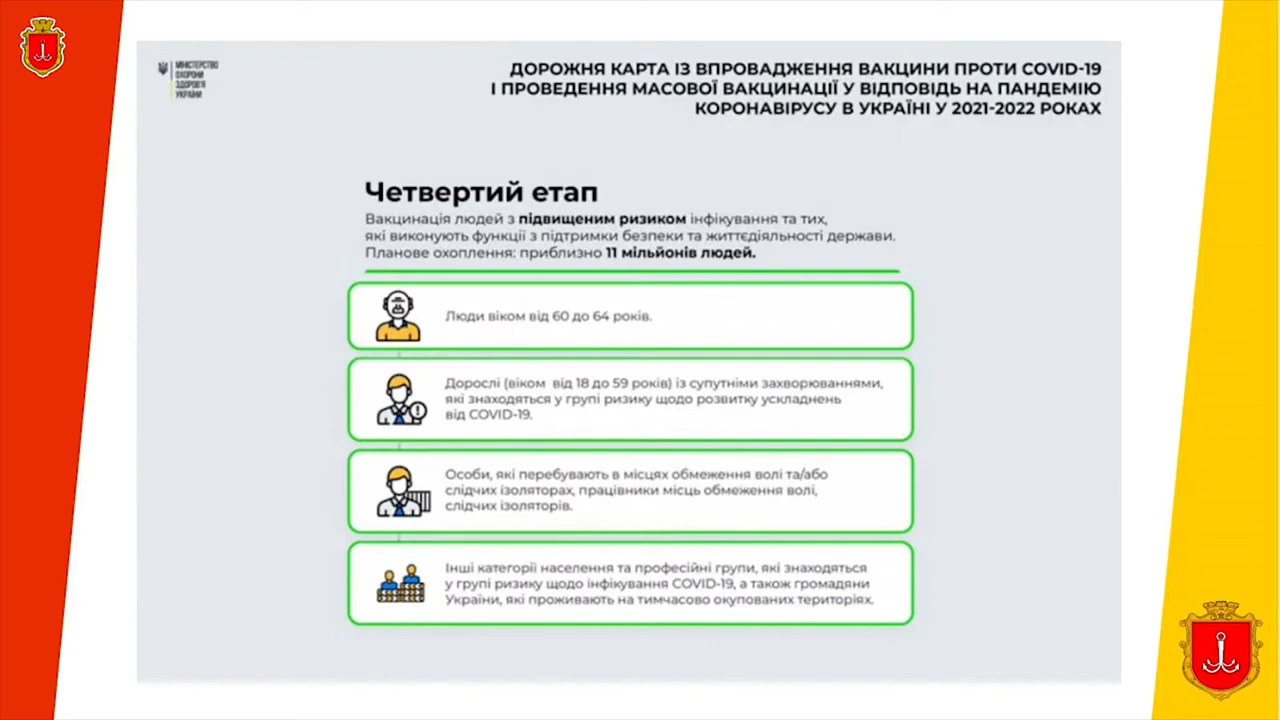 МІНІСТЕРСТВО
ОХОРОНИ
ЗДОРОВ'Я
УКРАЇНИ
ДОРОЖНЯ КАРТА ІЗ ВПРОВАДЖЕННЯ ВАКЦИНИ ПРОТИ COVID-19
І ПРОВЕДЕННЯ МАСОВОЇ ВАКЦИНАЦІЇ У ВІДПОВІДЬ НА ПАНДЕМІЮ
КОРОНАВІРУСУ В УКРАЇНІ У 2021-2022 РОКАХ
Четвертий етап
Вакцинація людей з підвищеним ризиком інфікування та тих,
які виконують функції з підтримки безпеки та життєдіяльності держави.
Планове охоплення: приблизно 11 мільйонів людей.
Люди віком від 60 до 64 років.
Дорослі (віком від 18 до 59 років) із супутніми захворюваннями,
які знаходяться у групі ризику щодо розвитку ускладнень
від COVID-19.
Особи, які перебувають в місцях обмеження волі та/або
слідчих ізоляторах, працівники місць обмеження волі,
слідчих ізоляторів.
Інші категорії населення та професійні групи, які знаходяться
у групі ризику щодо інфікування COVID-19, а також громадяни
України, які проживають на тимчасово окупованих територіях.